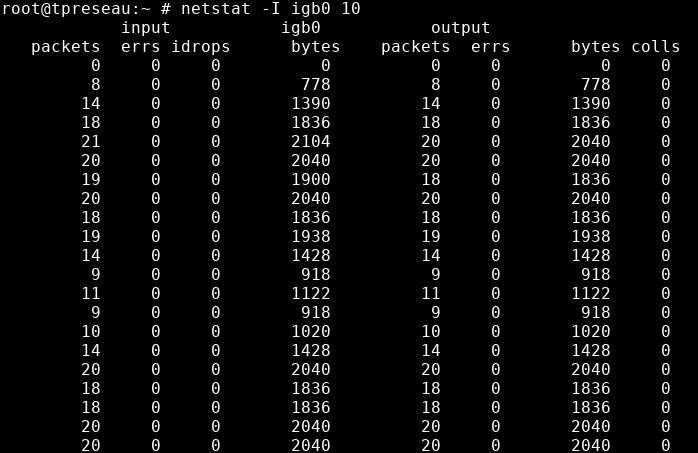 root@tpreseau:~ # netstat -I igb0 10
            input           igb0           output
   packets  errs idrops      bytes    packets  errs      bytes colls
         0     0     0          0          0     0          0     0
         8     0     0        778          8     0        778     0
        14     0     0       1390         14     0       1390     0
        18     0     0       1836         18     0       1836     0
        21     0     0       2104         20     0       2040     0
        20     0     0       2040         20     0       2040     0
        19     0     0       1900         18     0       1836     0
        20     0     0       2040         20     0       2040     0
        18     0     0       1836         18     0       1836     0
        19     0     0       1938         19     0       1938     0
        14     0     0       1428         14     0       1428     0
         9     0     0        918          9     0        918     0
        11     0     0       1122         11     0       1122     0
         9     0     0        918          9     0        918     0
        10     0     0       1020         10     0       1020     0
        14     0     0       1428         14     0       1428     0
        20     0     0       2040         20     0       2040     0
        18     0     0       1836         18     0       1836     0
        18     0     0       1836         18     0       1836     0
        20     0     0       2040         20     0       2040     0
        20     0     0       2040         20     0       2040     0